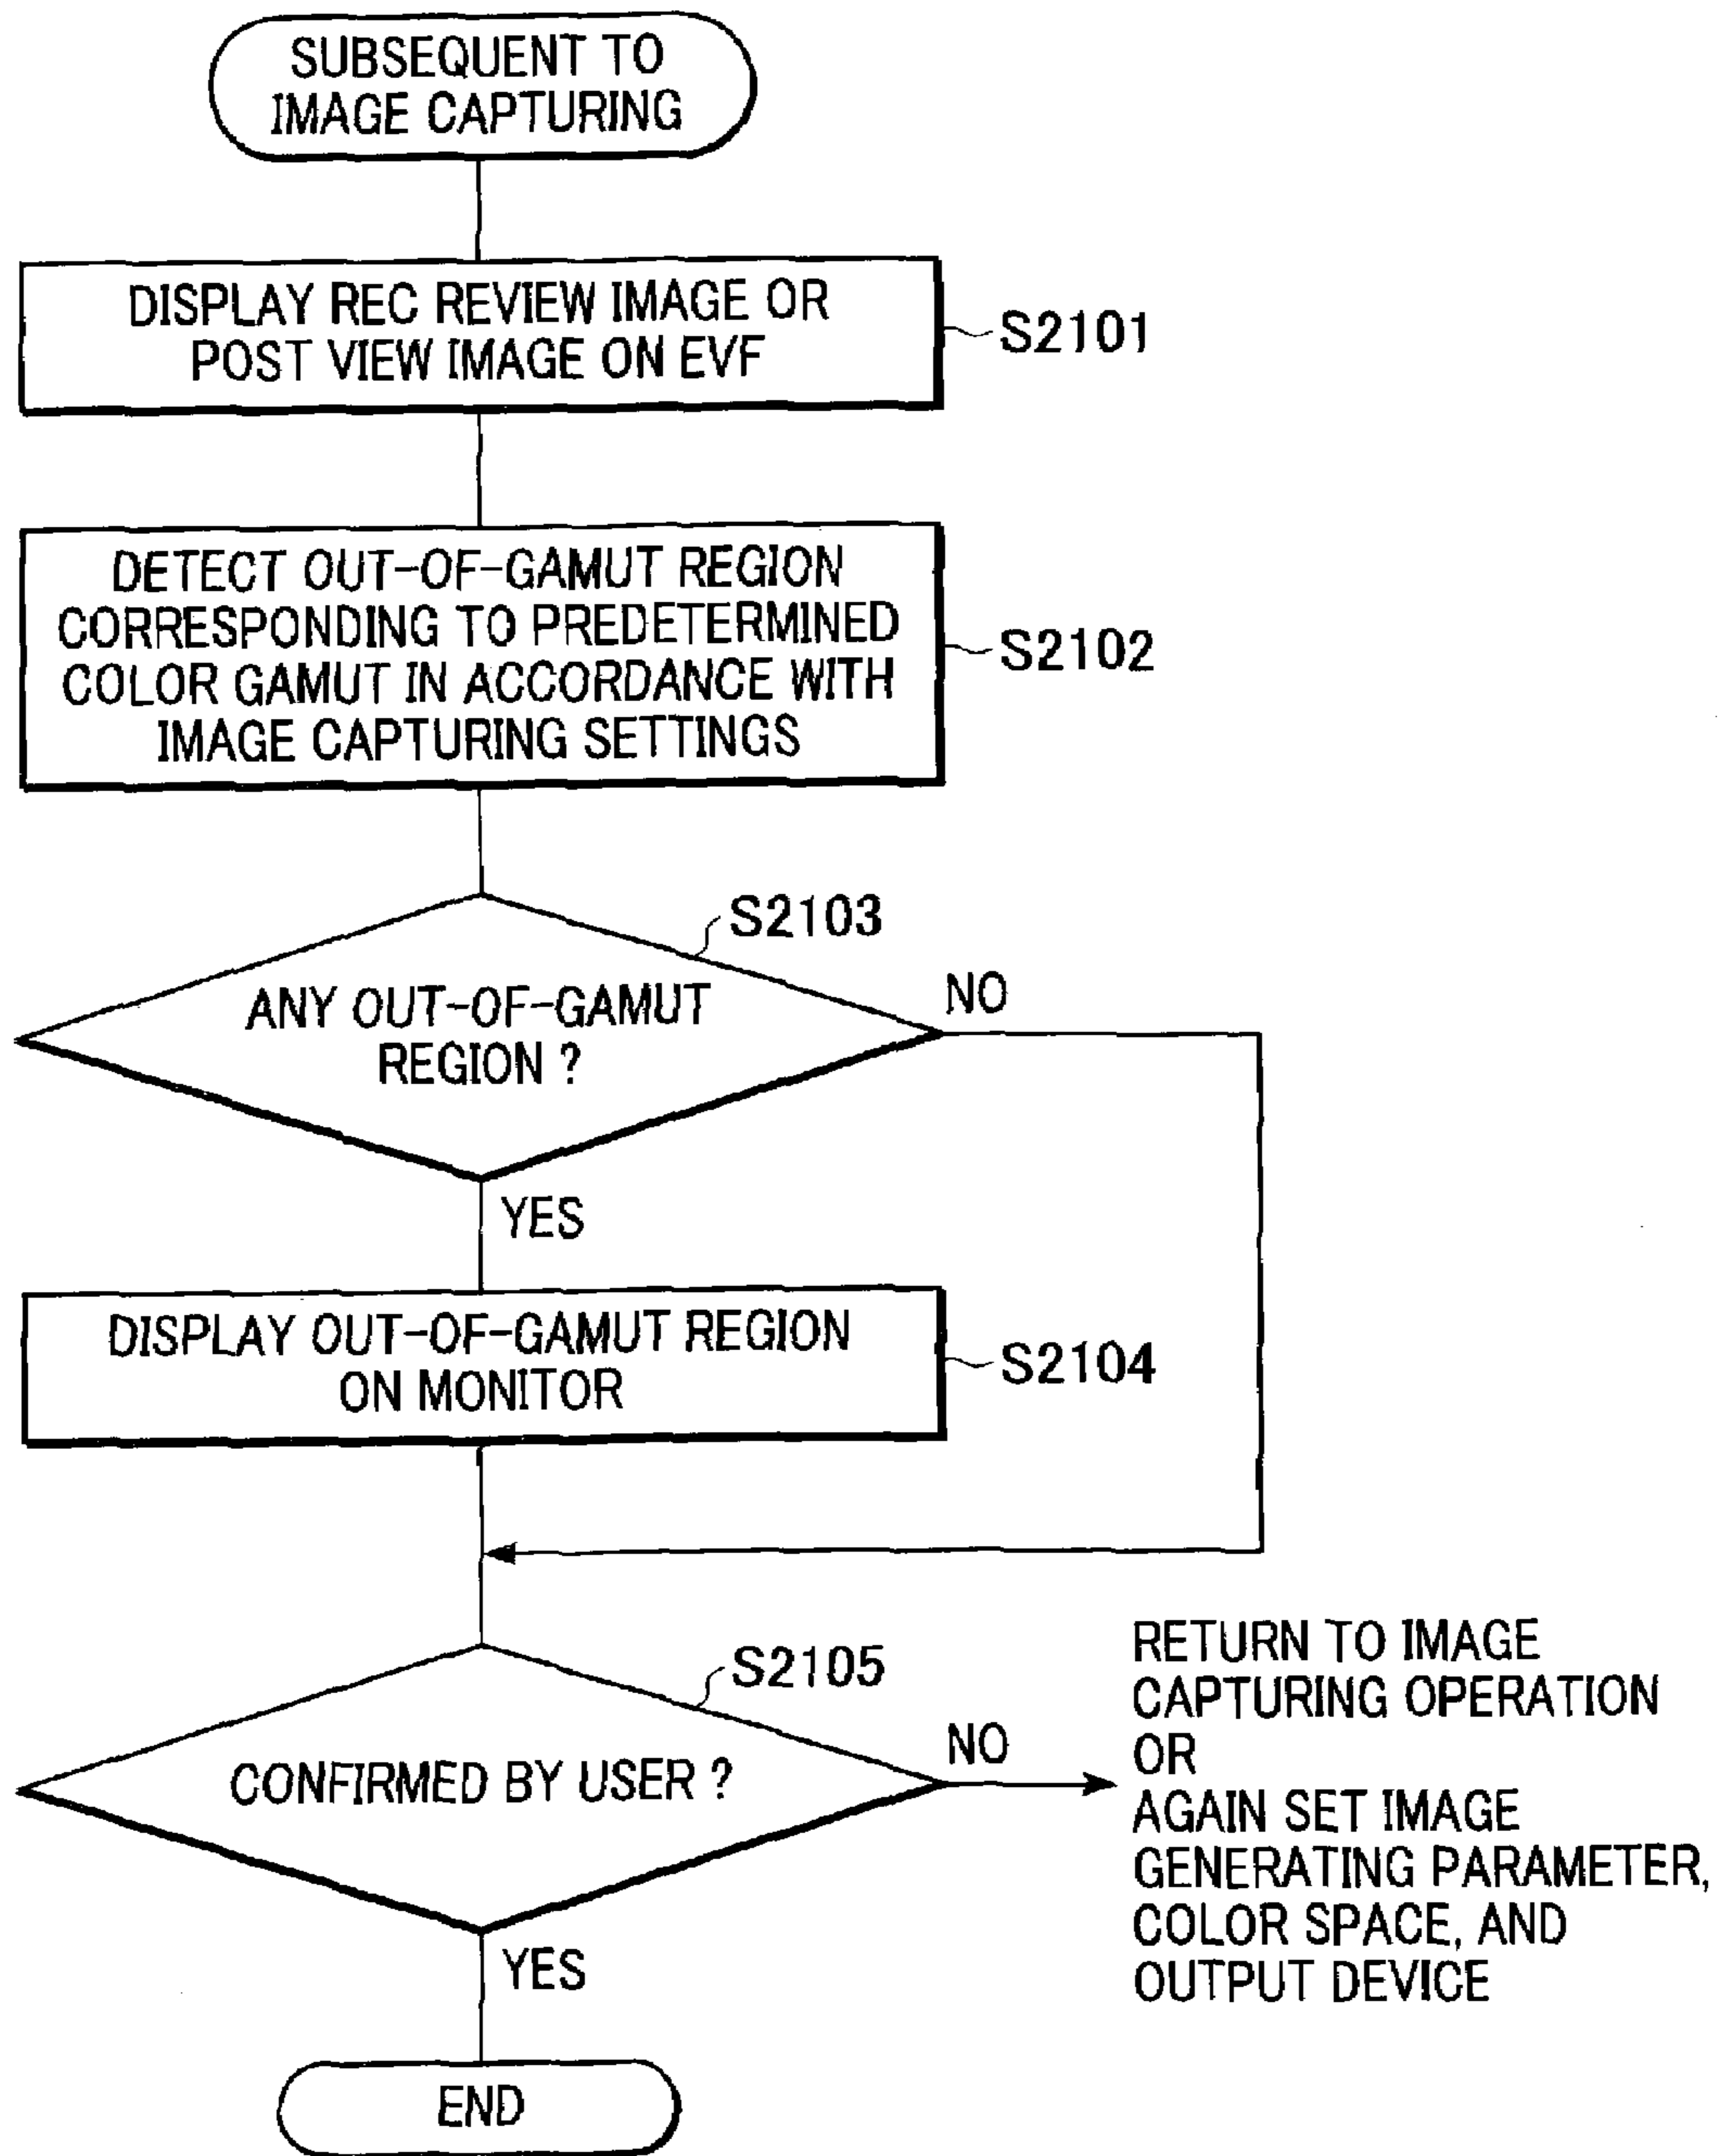 SUBSEQUENT TO
IMAGE CAPTURING
DISPLAY REC REVIEW IMAGE OR
POST VIEW IMAGE ON EVF
S2101
DETECT OUT-OF-GAMUT REGION
CORRESPONDING TO PREDETERMINED
COLOR GAMUT IN ACCORDANCE WITH
IMAGE CAPTURING SETTINGS
S2102
S2103
ANY OUT-OF-GAMUT
REGION ?
NO
YES
DISPLAY OUT-OF-GAMUT REGION
ON MONITOR
S2104
S2105
CONFIRMED BY USER ?
NO
RETURN TO IMAGE
CAPTURING OPERATION
OR
AGAIN SET IMAGE
GENERATING PARAMETER,
COLOR SPACE, AND
OUTPUT DEVICE
YES
END